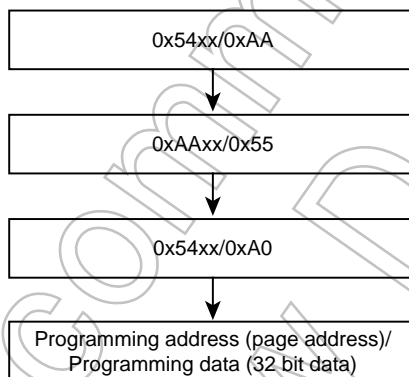 0x54xx/0xAA
0xAAxx/0x55
0x54xx/0xA0
Programming address (page address)/
Programming data (32 bit data)